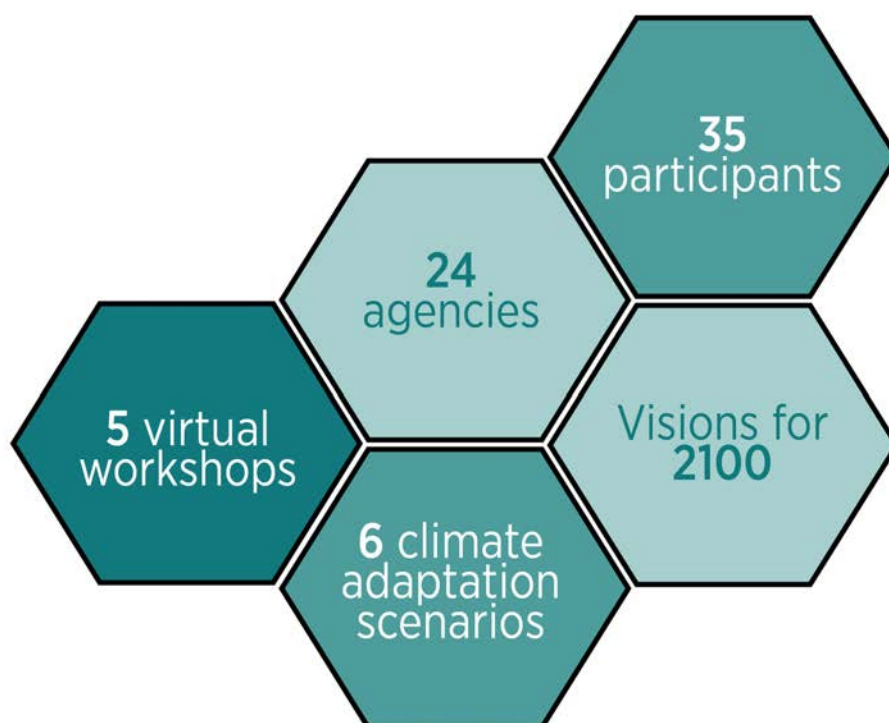 35
participants
24
agencies
5 virtual
workshops
Visions for
2100
6 climate
adaptation
scenarios